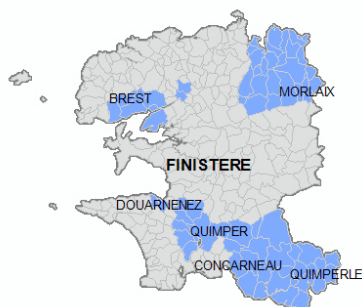 BREST
MORLAIX
FINISTERE
DOUARNENEZ
QUIMPER
CONCARNEAU
QUIMPERLE